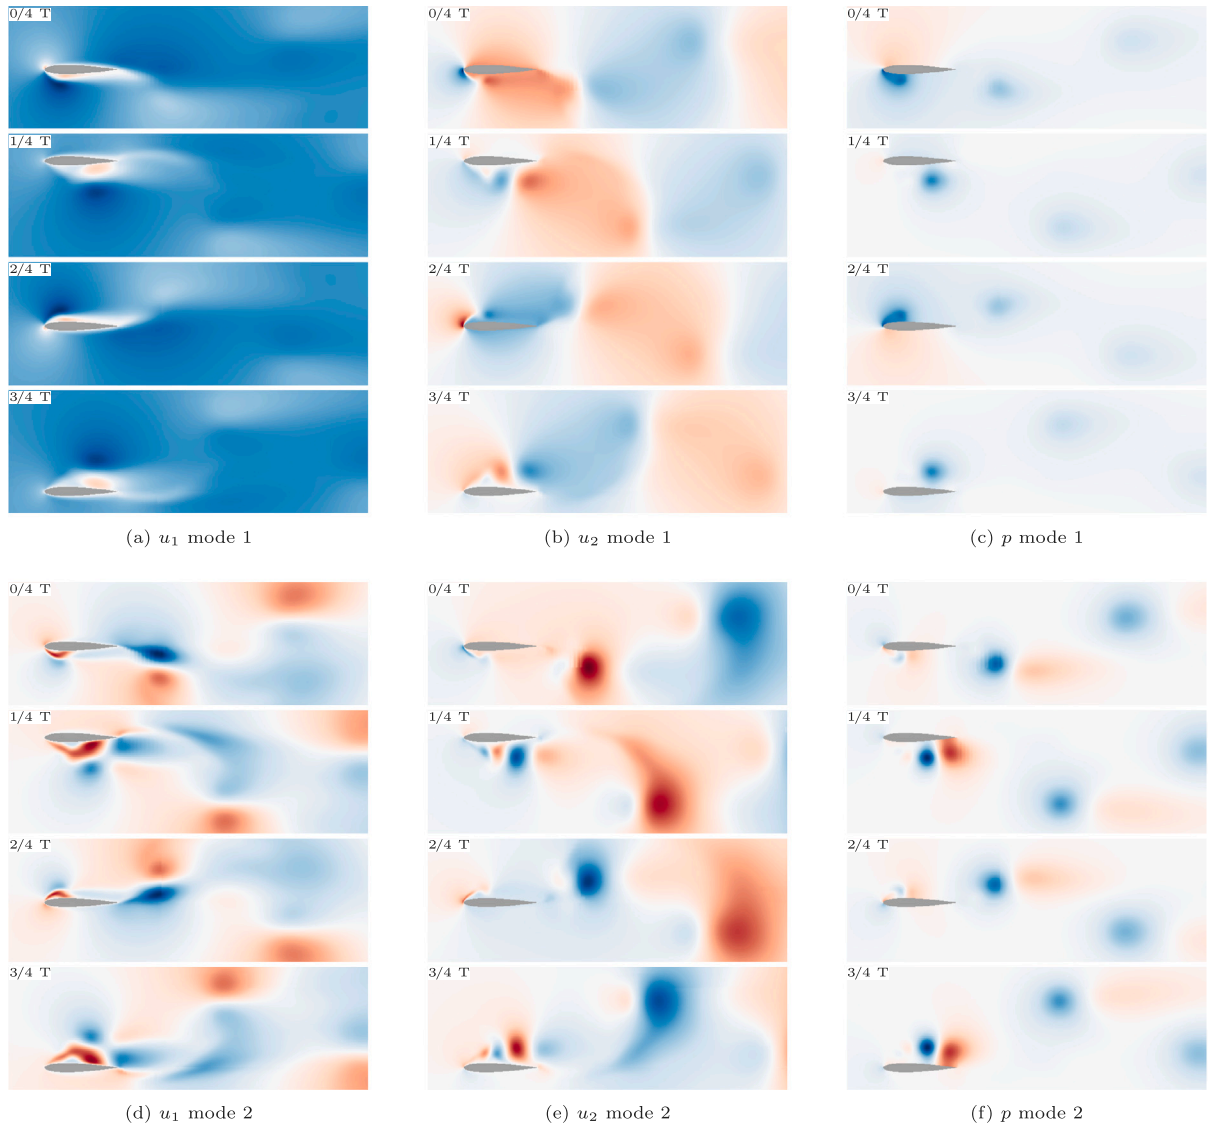 0/4 T 0/4 T 0/4 T
1/4 T 1/4 T 1/4 T
2/4 T 2/4 T 2/4 T
3/4 T 3/4 T 3/4 T
(a) u₁ mode 1 (b) u₂ mode 1 (c) p mode 1
0/4 T 0/4 T 0/4 T
1/4 T 1/4 T 1/4 T
2/4 T 2/4 T 2/4 T
3/4 T 3/4 T 3/4 T
(d) u₁ mode 2 (e) u₂ mode 2 (f) p mode 2